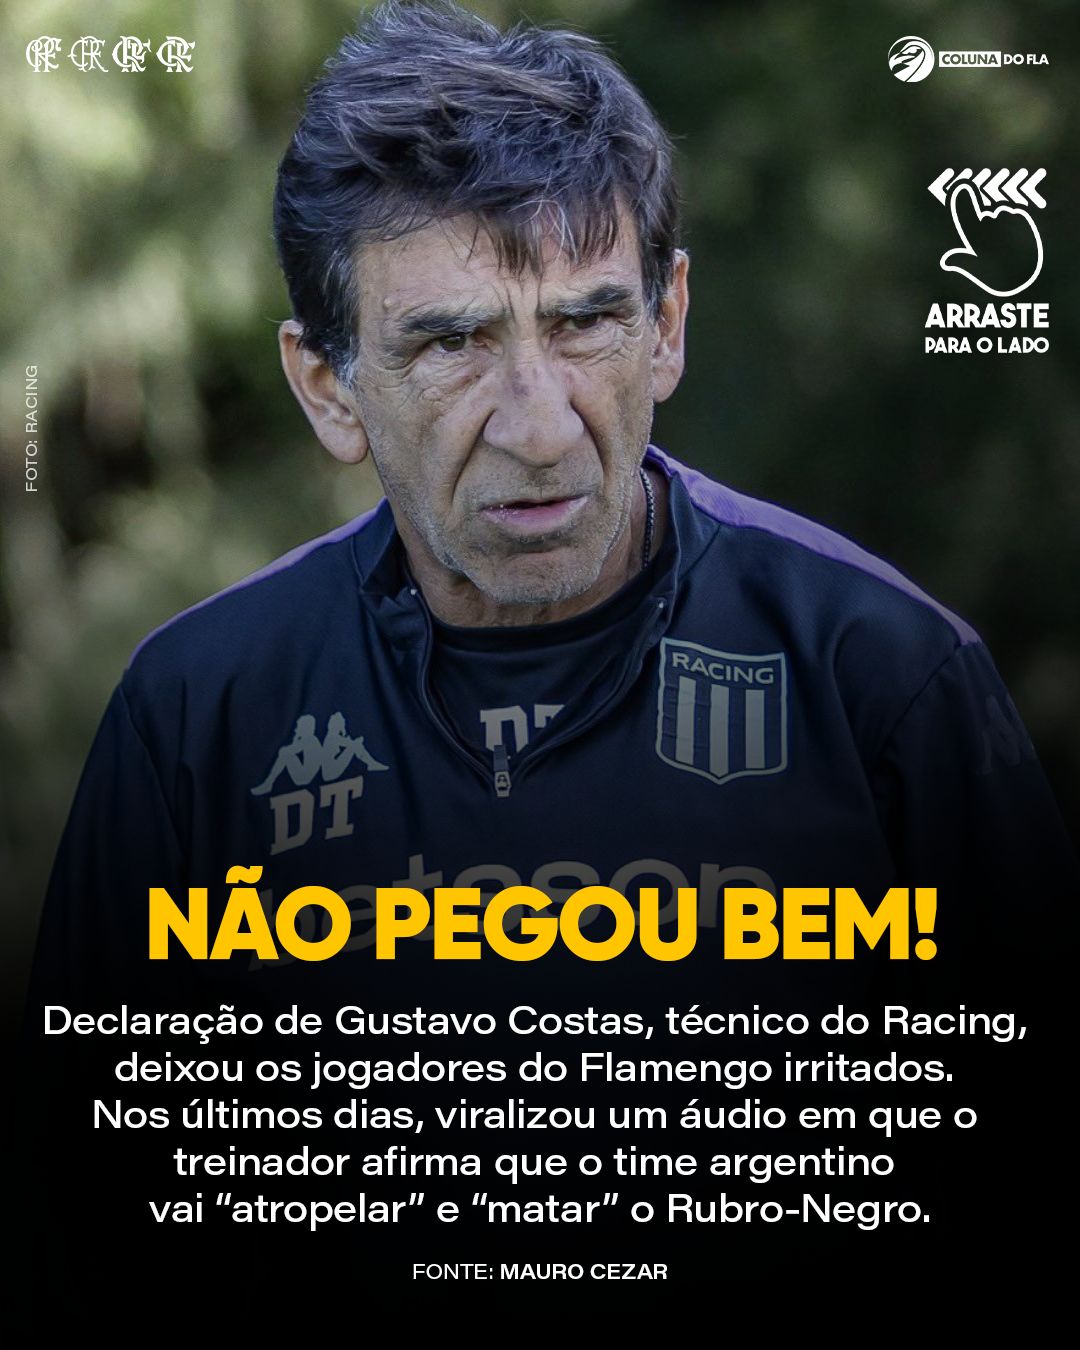 COLUNA DO FLA
ARRASTE
PARA O LADO
FOTO: RACING
RACING
DT
DT
betsson
NÃO PEGOU BEM!
Declaração de Gustavo Costas, técnico do Racing,
deixou os jogadores do Flamengo irritados.
Nos últimos dias, viralizou um áudio em que o
treinador afirma que o time argentino
vai “atropelar” e “matar” o Rubro-Negro.
FONTE: MAURO CEZAR